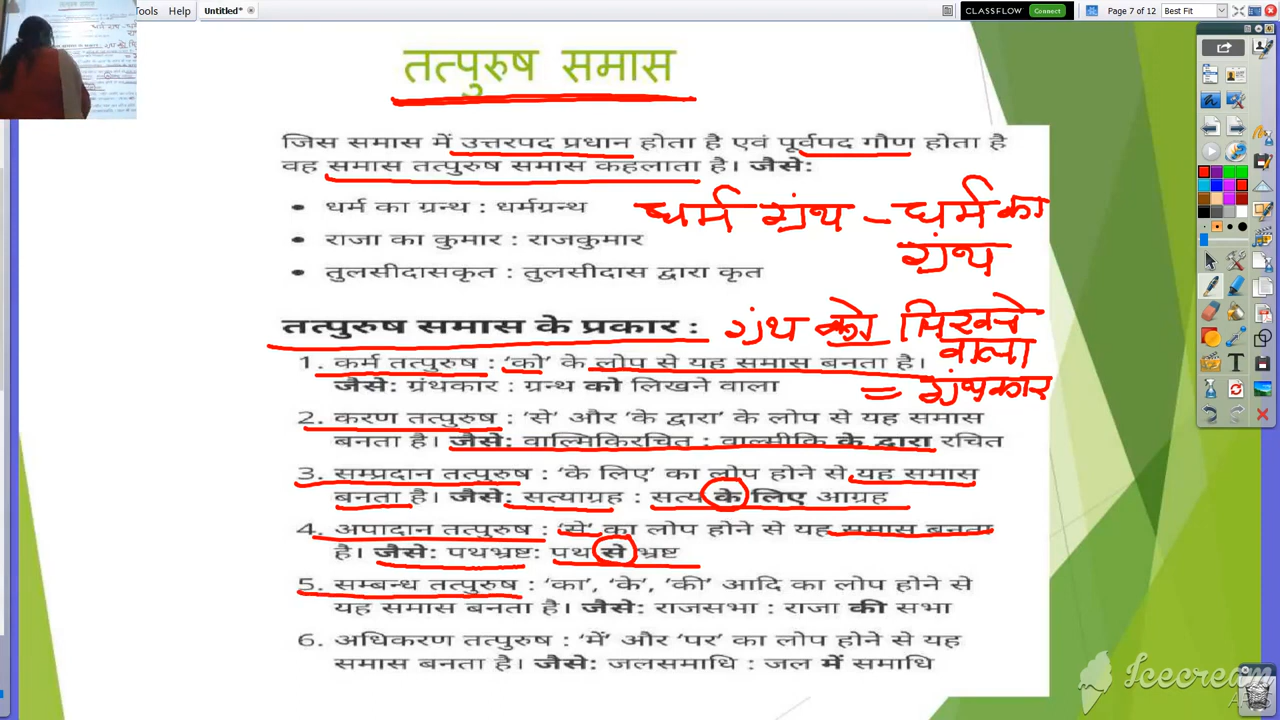 Tools
Untitled*
CLASSFLOW
Connect
Page 7 of 12
Best Fit
तत्पुरुष समास
जिस समास में उत्तरपद प्रधान होता है एवं पूर्वपद गौण होता है
वह समास तत्पुरुष समास कहलाता है। जैसे:
• धर्म का ग्रन्थ : धर्मग्रन्थ
धर्म ग्रंथ - धर्म का
ग्रंथ
• राजा का कुमार : राजकुमार
• तुलसीदासकृत : तुलसीदास द्वारा कृत
तत्पुरुष समास के प्रकार :
ग्रंथ को लिखने
वाला
= ग्रंथकार
1. कर्म तत्पुरुष : ‘को’ के लोप से यह समास बनता है।
जैसे: ग्रंथकार : ग्रन्थ को लिखने वाला
2. करण तत्पुरुष : ‘से’ और ‘के द्वारा’ के लोप से यह समास
बनता है। जैसे: वाल्मिकिरचित : वाल्मीकि के द्वारा रचित
3. सम्प्रदान तत्पुरुष : ‘के लिए’ का लोप होने से यह समास
बनता है। जैसे: सत्याग्रह : सत्य के लिए आग्रह
4. अपादान तत्पुरुष : ‘से’ का लोप होने से यह समास बनता
है। जैसे: पथभ्रष्ट: पथ से भ्रष्ट
5. सम्बन्ध तत्पुरुष : ‘का’, ‘के’, ‘की’ आदि का लोप होने से
यह समास बनता है। जैसे: राजसभा : राजा की सभा
6. अधिकरण तत्पुरुष : ‘में’ और ‘पर’ का लोप होने से यह
समास बनता है। जैसे: जलसमाधि : जल में समाधि
Icecream
APPS